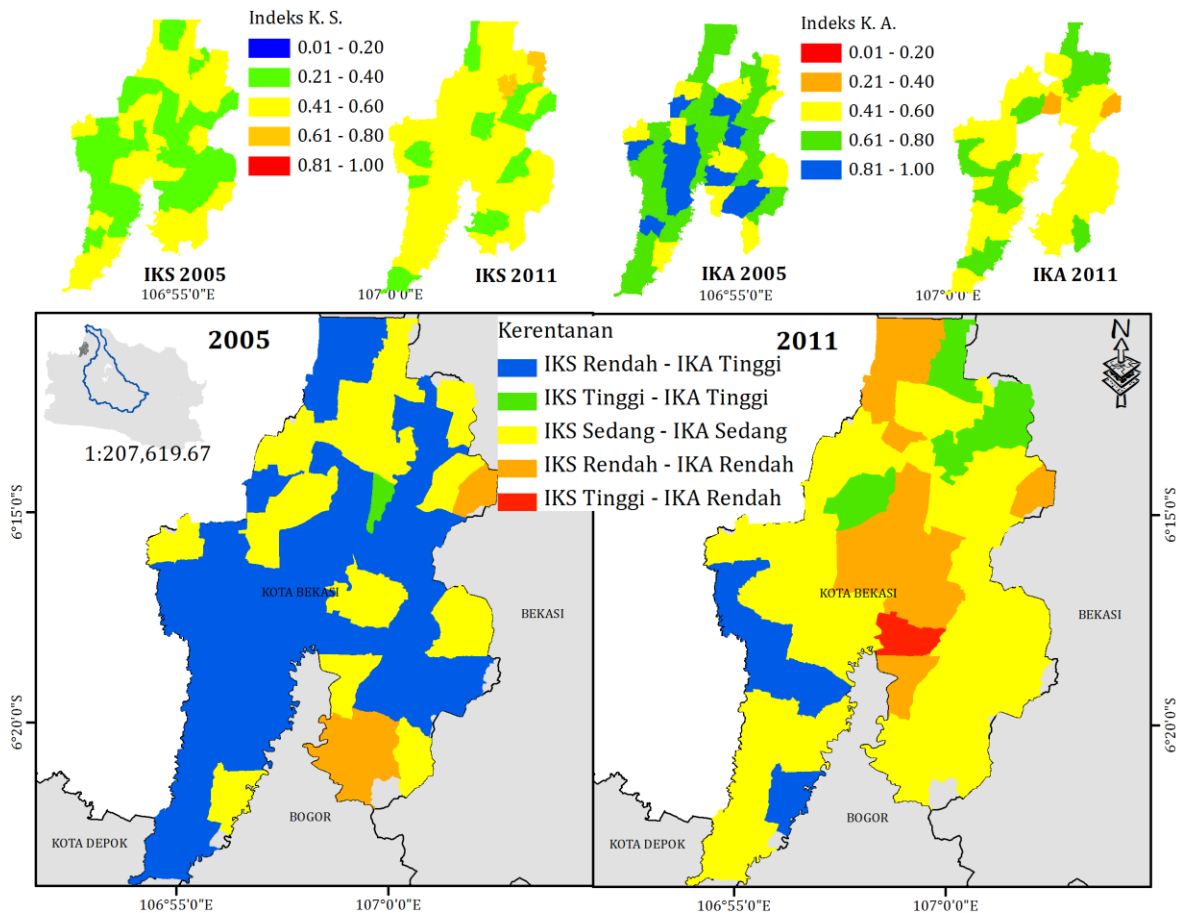 Indeks K. S.
0.01 - 0.20
0.21 - 0.40
0.41 - 0.60
0.61 - 0.80
0.81 - 1.00
Indeks K. A.
0.01 - 0.20
0.21 - 0.40
0.41 - 0.60
0.61 - 0.80
0.81 - 1.00
IKS 2005
IKS 2011
IKA 2005
IKA 2011
106°55'0"E
107°0'0"E
106°55'0"E
107°0'0"E
2005
1:207,619.67
Kerentanan
IKS Rendah - IKA Tinggi
IKS Tinggi - IKA Tinggi
IKS Sedang - IKA Sedang
IKS Rendah - IKA Rendah
IKS Tinggi - IKA Rendah
2011
N
6°15'0"S
6°20'0"S
KOTA BEKASI
BEKASI
BOGOR
KOTA DEPOK
KOTA BEKASI
BEKASI
BOGOR
KOTA DEPOK
6°15'0"S
6°20'0"S
106°55'0"E
107°0'0"E
106°55'0"E
107°0'0"E